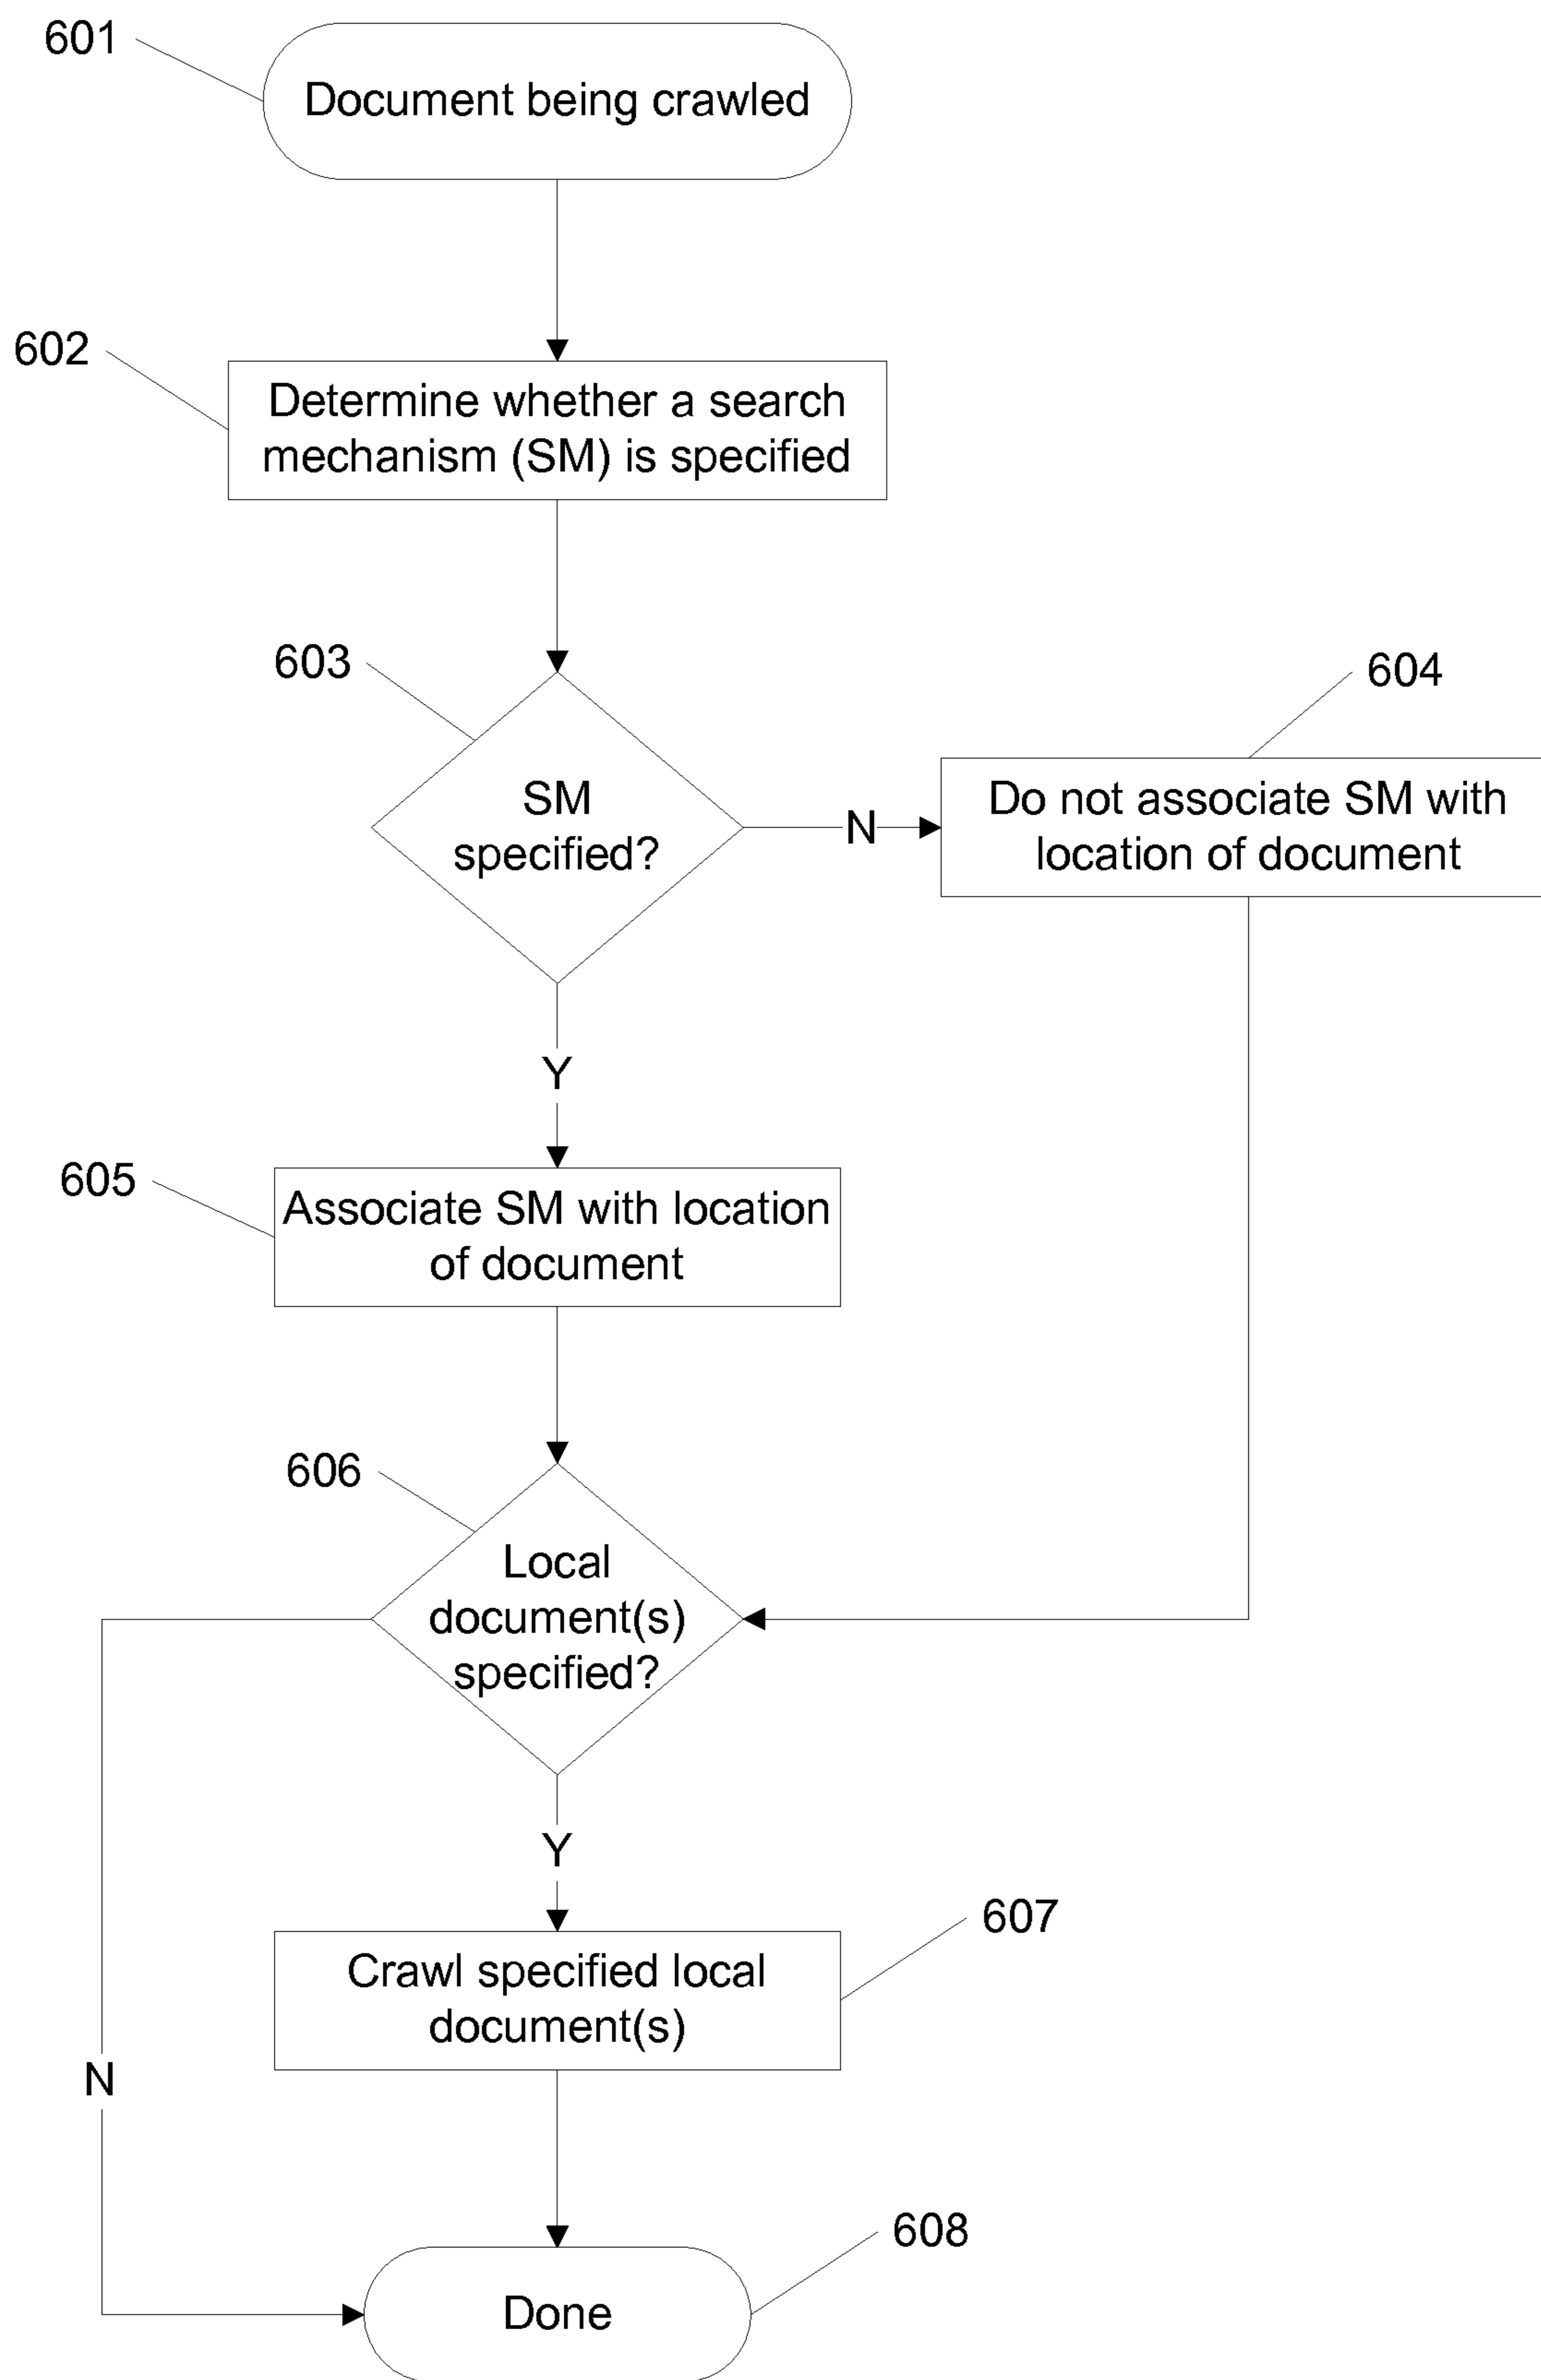 601
Document being crawled
602
Determine whether a search
mechanism (SM) is specified
603
SM
specified?
N
604
Do not associate SM with
location of document
Y
605
Associate SM with location
of document
606
Local
document(s)
specified?
Y
607
Crawl specified local
document(s)
N
608
Done